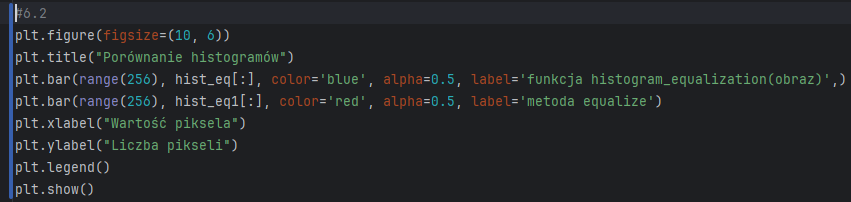 #6.2
plt.figure(figsize=(10, 6))
plt.title("Porównanie histogramów")
plt.bar(range(256), hist_eq[:], color='blue', alpha=0.5, label='funkcja histogram_equalization(obraz)',)
plt.bar(range(256), hist_eq1[:], color='red', alpha=0.5, label='metoda equalize')
plt.xlabel("Wartość piksela")
plt.ylabel("Liczba pikseli")
plt.legend()
plt.show()